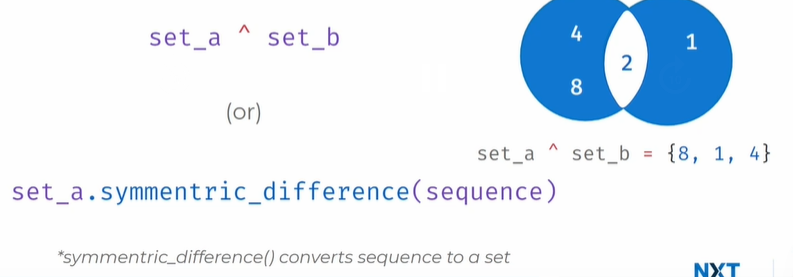 set_a ^ set_b
4
1
2
8
(or)
set_a ^ set_b = {8, 1, 4}
set_a.symmentric_difference(sequence)
*symmentric_difference() converts sequence to a set
NXT